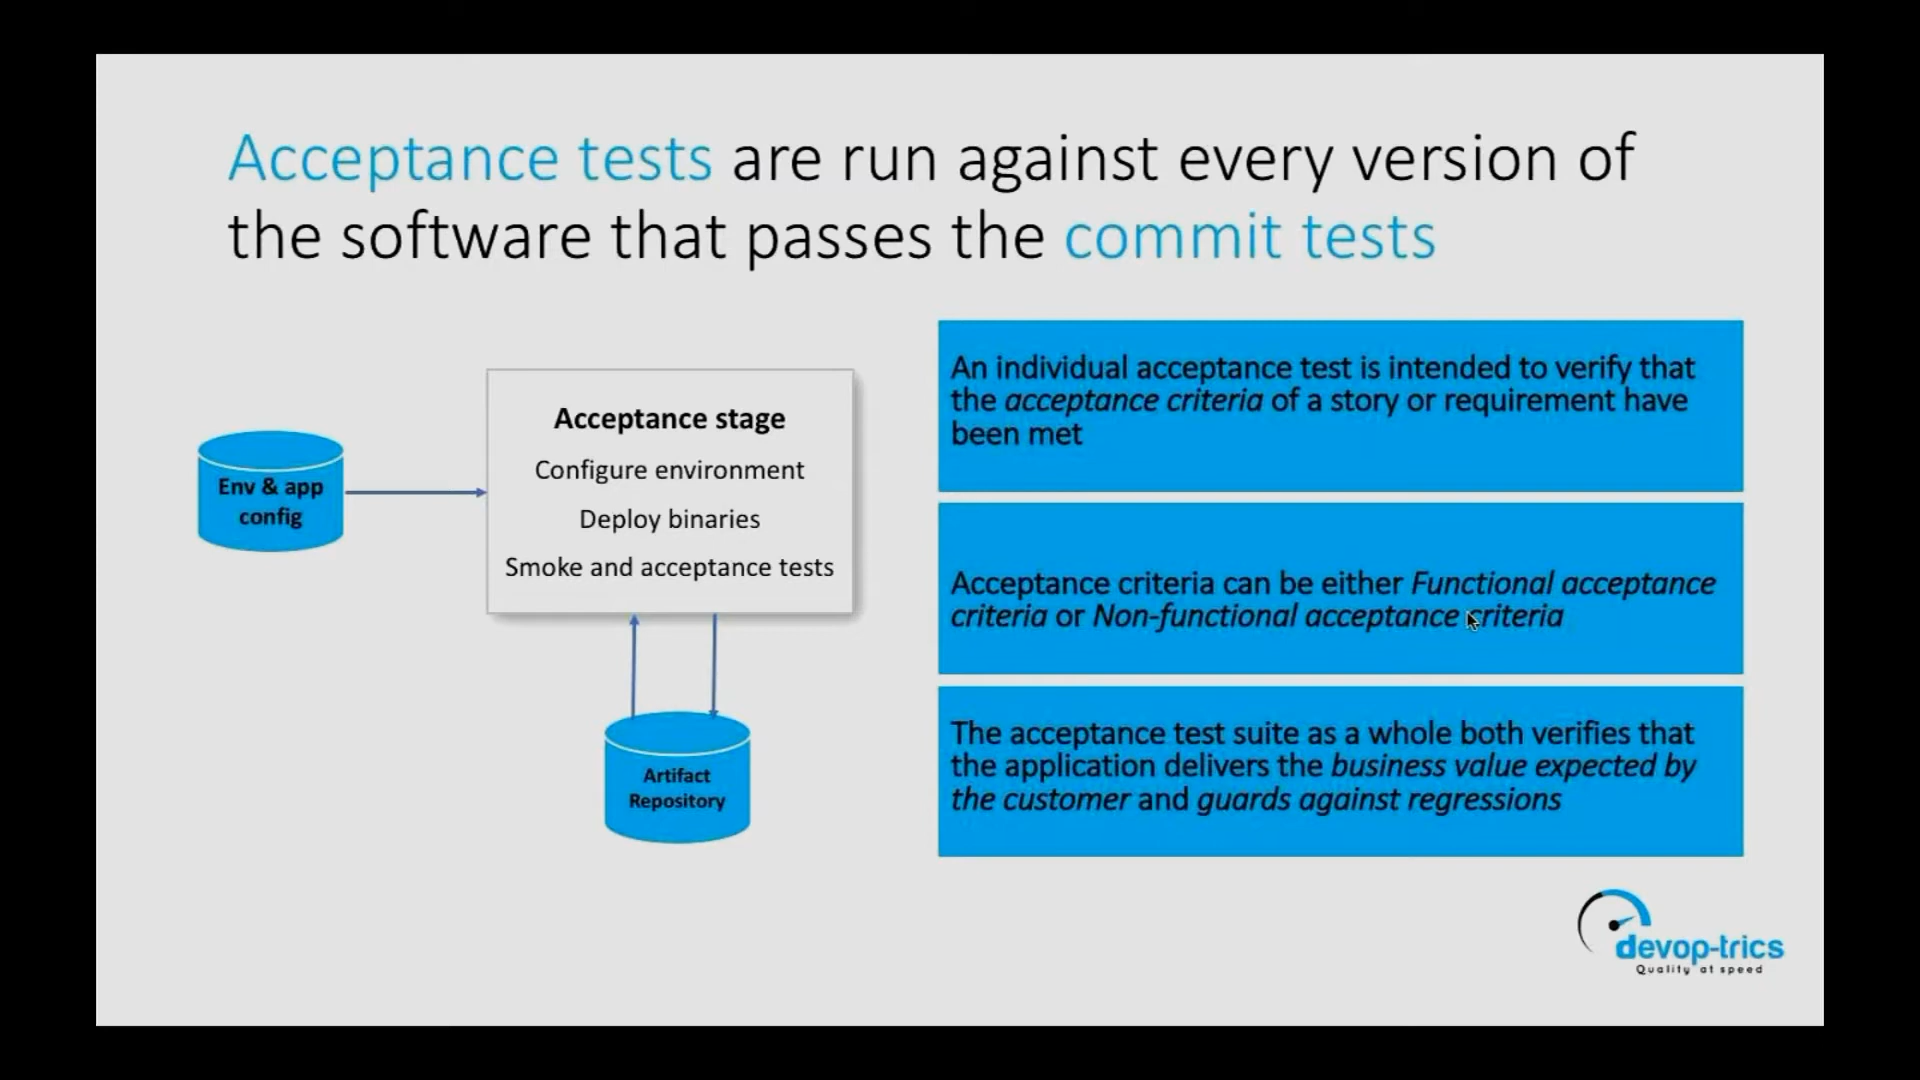 Acceptance tests are run against every version of
the software that passes the commit tests
Env & app
config
Acceptance stage
Configure environment
Deploy binaries
Smoke and acceptance tests
Artifact
Repository
An individual acceptance test is intended to verify that
the acceptance criteria of a story or requirement have
been met
Acceptance criteria can be either Functional acceptance
criteria or Non-functional acceptance criteria
The acceptance test suite as a whole both verifies that
the application delivers the business value expected by
the customer and guards against regressions
devop-trics
Quality at speed